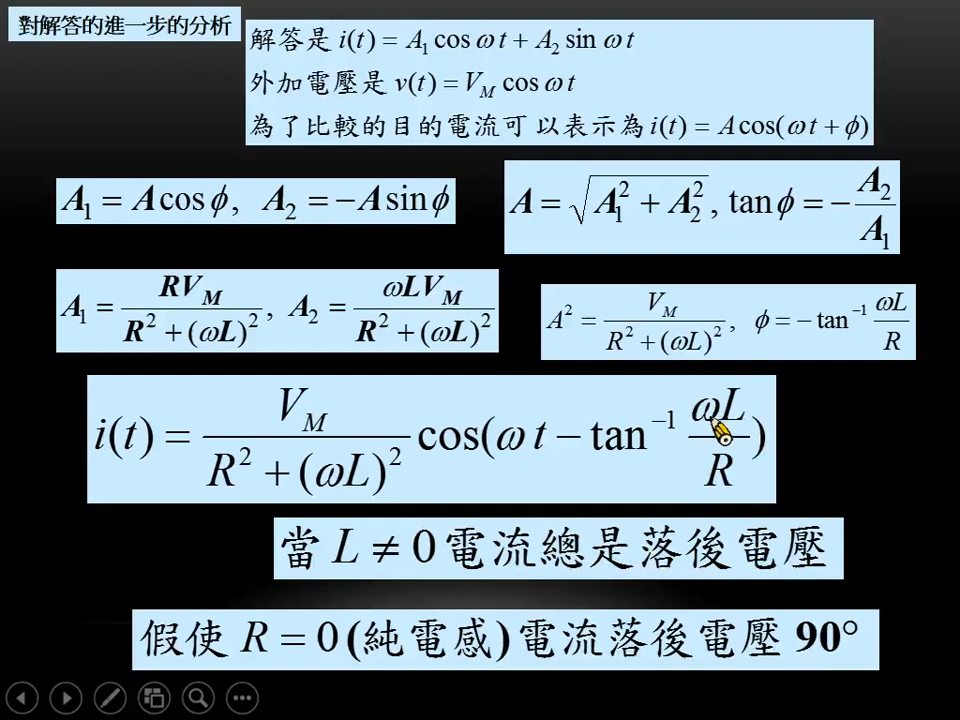 對解答的進一步的分析
解答是 i(t) = A₁ cos ω t + A₂ sin ω t
外加電壓是 v(t) = V_M cos ω t
為了比較的目的電流可以表示為 i(t) = A cos(ω t + ϕ)
A₁ = A cos ϕ, A₂ = −A sin ϕ
A = √(A₁² + A₂²), tan ϕ = − A₂/A₁
A₁ = RV_M / (R² + (ωL)²), A₂ = ωLV_M / (R² + (ωL)²)
A² = V_M / (R² + (ωL)²), ϕ = − tan⁻¹ ωL/R
i(t) = V_M / (R² + (ωL)²) cos(ω t − tan⁻¹ ωL/R)
當 L ≠ 0 電流總是落後電壓
假使 R = 0 (純電感) 電流落後電壓 90°